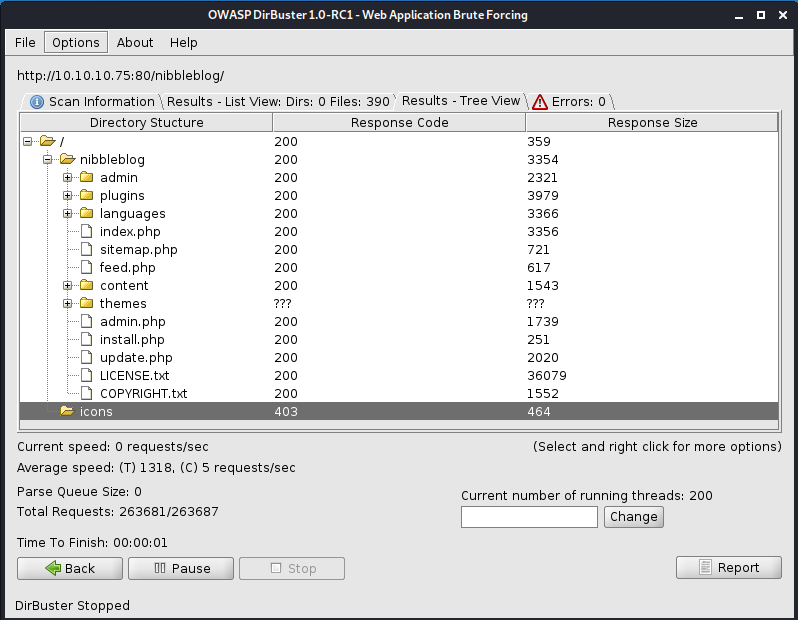 OWASP DirBuster 1.0-RC1 - Web Application Brute Forcing
File Options About Help
http://10.10.10.75:80/nibbleblog/
Scan Information Results - List View: Dirs: 0 Files: 390 Results - Tree View Errors: 0
Directory Stucture Response Code Response Size
/ 200 359
nibbleblog 200 3354
admin 200 2321
plugins 200 3979
languages 200 3366
index.php 200 3356
sitemap.php 200 721
feed.php 200 617
content 200 1543
themes ??? ???
admin.php 200 1739
install.php 200 251
update.php 200 2020
LICENSE.txt 200 36079
COPYRIGHT.txt 200 1552
icons 403 464
Current speed: 0 requests/sec (Select and right click for more options)
Average speed: (T) 1318, (C) 5 requests/sec
Parse Queue Size: 0 Current number of running threads: 200
Total Requests: 263681/263687 Change
Time To Finish: 00:00:01
Back Pause Stop Report
DirBuster Stopped